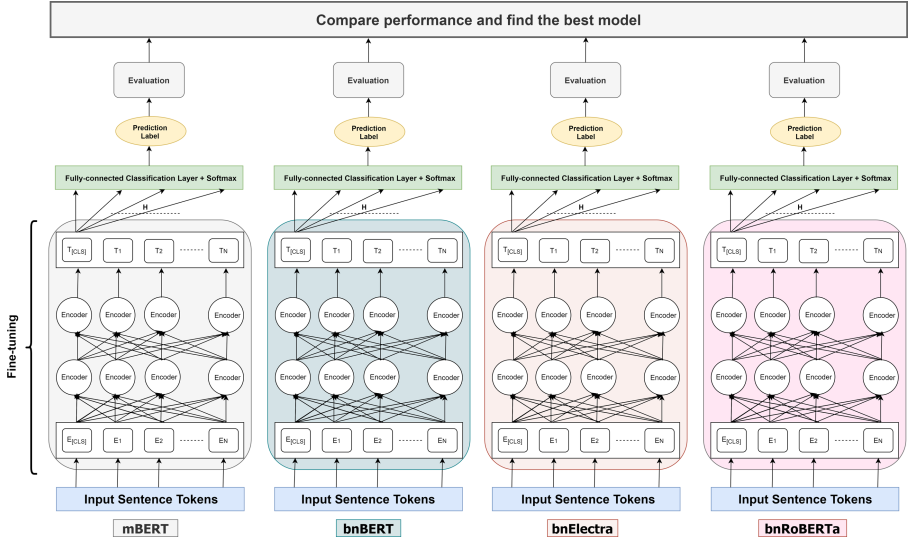 Compare performance and find the best model
Evaluation Evaluation Evaluation Evaluation
Prediction Label Prediction Label Prediction Label Prediction Label
Fully-connected Classification Layer + Softmax Fully-connected Classification Layer + Softmax Fully-connected Classification Layer + Softmax Fully-connected Classification Layer + Softmax
H H H H
T[CLS] T1 T2 ------- TN T[CLS] T1 T2 ------- TN T[CLS] T1 T2 ------- TN T[CLS] T1 T2 ------- TN
Fine-tuning
Encoder Encoder Encoder Encoder Encoder Encoder Encoder Encoder Encoder Encoder Encoder Encoder Encoder Encoder Encoder Encoder
Encoder Encoder Encoder Encoder Encoder Encoder Encoder Encoder Encoder Encoder Encoder Encoder Encoder Encoder Encoder Encoder
E[CLS] E1 E2 ------- EN E[CLS] E1 E2 ------- EN E[CLS] E1 E2 ------- EN E[CLS] E1 E2 ------- EN
Input Sentence Tokens Input Sentence Tokens Input Sentence Tokens Input Sentence Tokens
mBERT bnBERT bnElectra bnRoBERTa